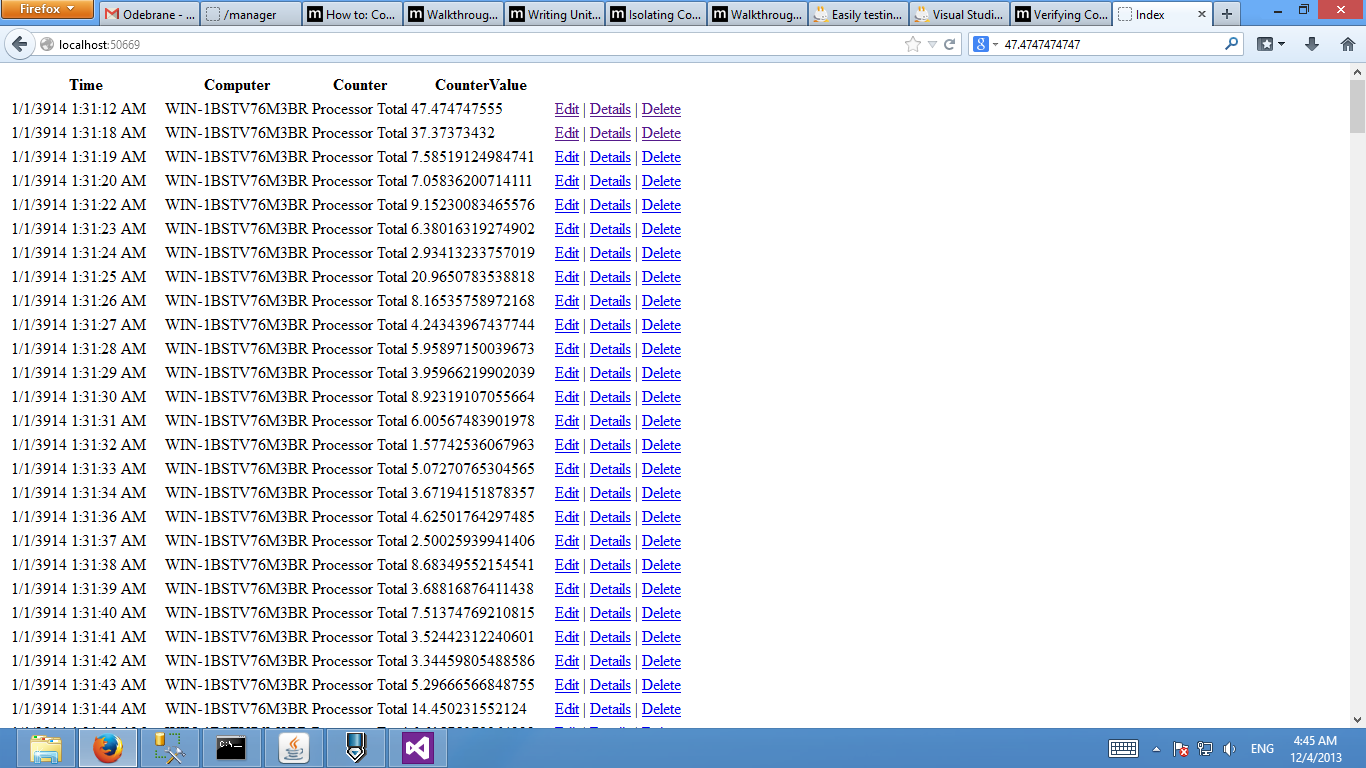 Firefox
Odebrane - ... /manager How to: Co... Walkthroug... Writing Unit... Isolating Co... Walkthroug... Easily testin... Visual Studi... Verifying Co... Index
localhost:50669 47.4747474747
Time Computer Counter CounterValue
1/1/3914 1:31:12 AM WIN-1BSTV76M3BR Processor Total 47.474747555 Edit | Details | Delete
1/1/3914 1:31:18 AM WIN-1BSTV76M3BR Processor Total 37.37373432 Edit | Details | Delete
1/1/3914 1:31:19 AM WIN-1BSTV76M3BR Processor Total 7.58519124984741 Edit | Details | Delete
1/1/3914 1:31:20 AM WIN-1BSTV76M3BR Processor Total 7.05836200714111 Edit | Details | Delete
1/1/3914 1:31:22 AM WIN-1BSTV76M3BR Processor Total 9.15230083465576 Edit | Details | Delete
1/1/3914 1:31:23 AM WIN-1BSTV76M3BR Processor Total 6.38016319274902 Edit | Details | Delete
1/1/3914 1:31:24 AM WIN-1BSTV76M3BR Processor Total 2.93413233757019 Edit | Details | Delete
1/1/3914 1:31:25 AM WIN-1BSTV76M3BR Processor Total 20.9650783538818 Edit | Details | Delete
1/1/3914 1:31:26 AM WIN-1BSTV76M3BR Processor Total 8.16535758972168 Edit | Details | Delete
1/1/3914 1:31:27 AM WIN-1BSTV76M3BR Processor Total 4.24343967437744 Edit | Details | Delete
1/1/3914 1:31:28 AM WIN-1BSTV76M3BR Processor Total 5.95897150039673 Edit | Details | Delete
1/1/3914 1:31:29 AM WIN-1BSTV76M3BR Processor Total 3.95966219902039 Edit | Details | Delete
1/1/3914 1:31:30 AM WIN-1BSTV76M3BR Processor Total 8.92319107055664 Edit | Details | Delete
1/1/3914 1:31:31 AM WIN-1BSTV76M3BR Processor Total 6.00567483901978 Edit | Details | Delete
1/1/3914 1:31:32 AM WIN-1BSTV76M3BR Processor Total 1.57742536067963 Edit | Details | Delete
1/1/3914 1:31:33 AM WIN-1BSTV76M3BR Processor Total 5.07270765304565 Edit | Details | Delete
1/1/3914 1:31:34 AM WIN-1BSTV76M3BR Processor Total 3.67194151878357 Edit | Details | Delete
1/1/3914 1:31:36 AM WIN-1BSTV76M3BR Processor Total 4.62501764297485 Edit | Details | Delete
1/1/3914 1:31:37 AM WIN-1BSTV76M3BR Processor Total 2.50025939941406 Edit | Details | Delete
1/1/3914 1:31:38 AM WIN-1BSTV76M3BR Processor Total 8.68349552154541 Edit | Details | Delete
1/1/3914 1:31:39 AM WIN-1BSTV76M3BR Processor Total 3.68816876411438 Edit | Details | Delete
1/1/3914 1:31:40 AM WIN-1BSTV76M3BR Processor Total 7.51374769210815 Edit | Details | Delete
1/1/3914 1:31:41 AM WIN-1BSTV76M3BR Processor Total 3.52442312240601 Edit | Details | Delete
1/1/3914 1:31:42 AM WIN-1BSTV76M3BR Processor Total 3.34459805488586 Edit | Details | Delete
1/1/3914 1:31:43 AM WIN-1BSTV76M3BR Processor Total 5.29666566848755 Edit | Details | Delete
1/1/3914 1:31:44 AM WIN-1BSTV76M3BR Processor Total 14.450231552124 Edit | Details | Delete
ENG
4:45 AM
12/4/2013